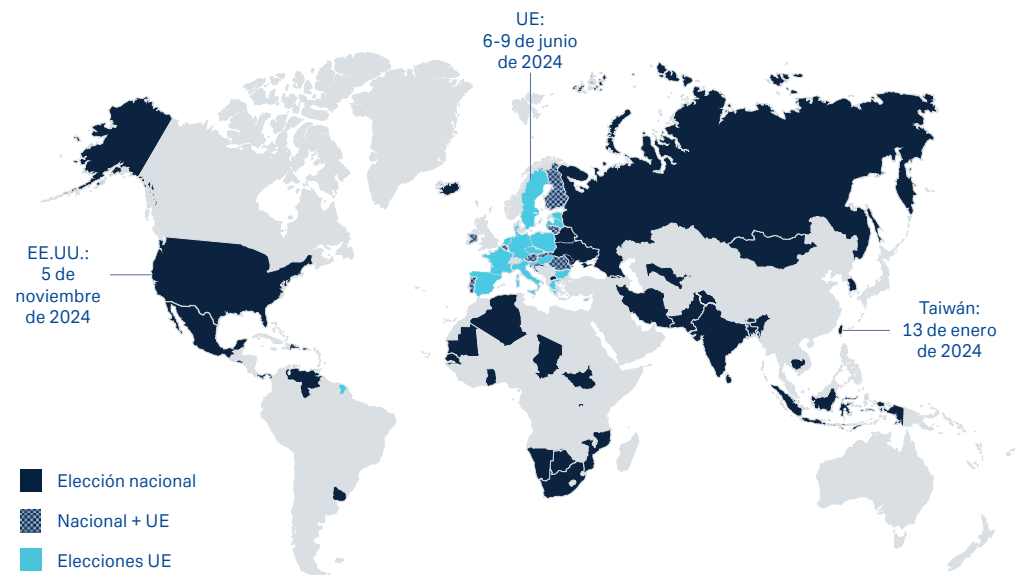 UE:
6-9 de junio
de 2024
EE.UU.:
5 de
noviembre
de 2024
Taiwán:
13 de enero
de 2024
Elección nacional
Nacional + UE
Elecciones UE